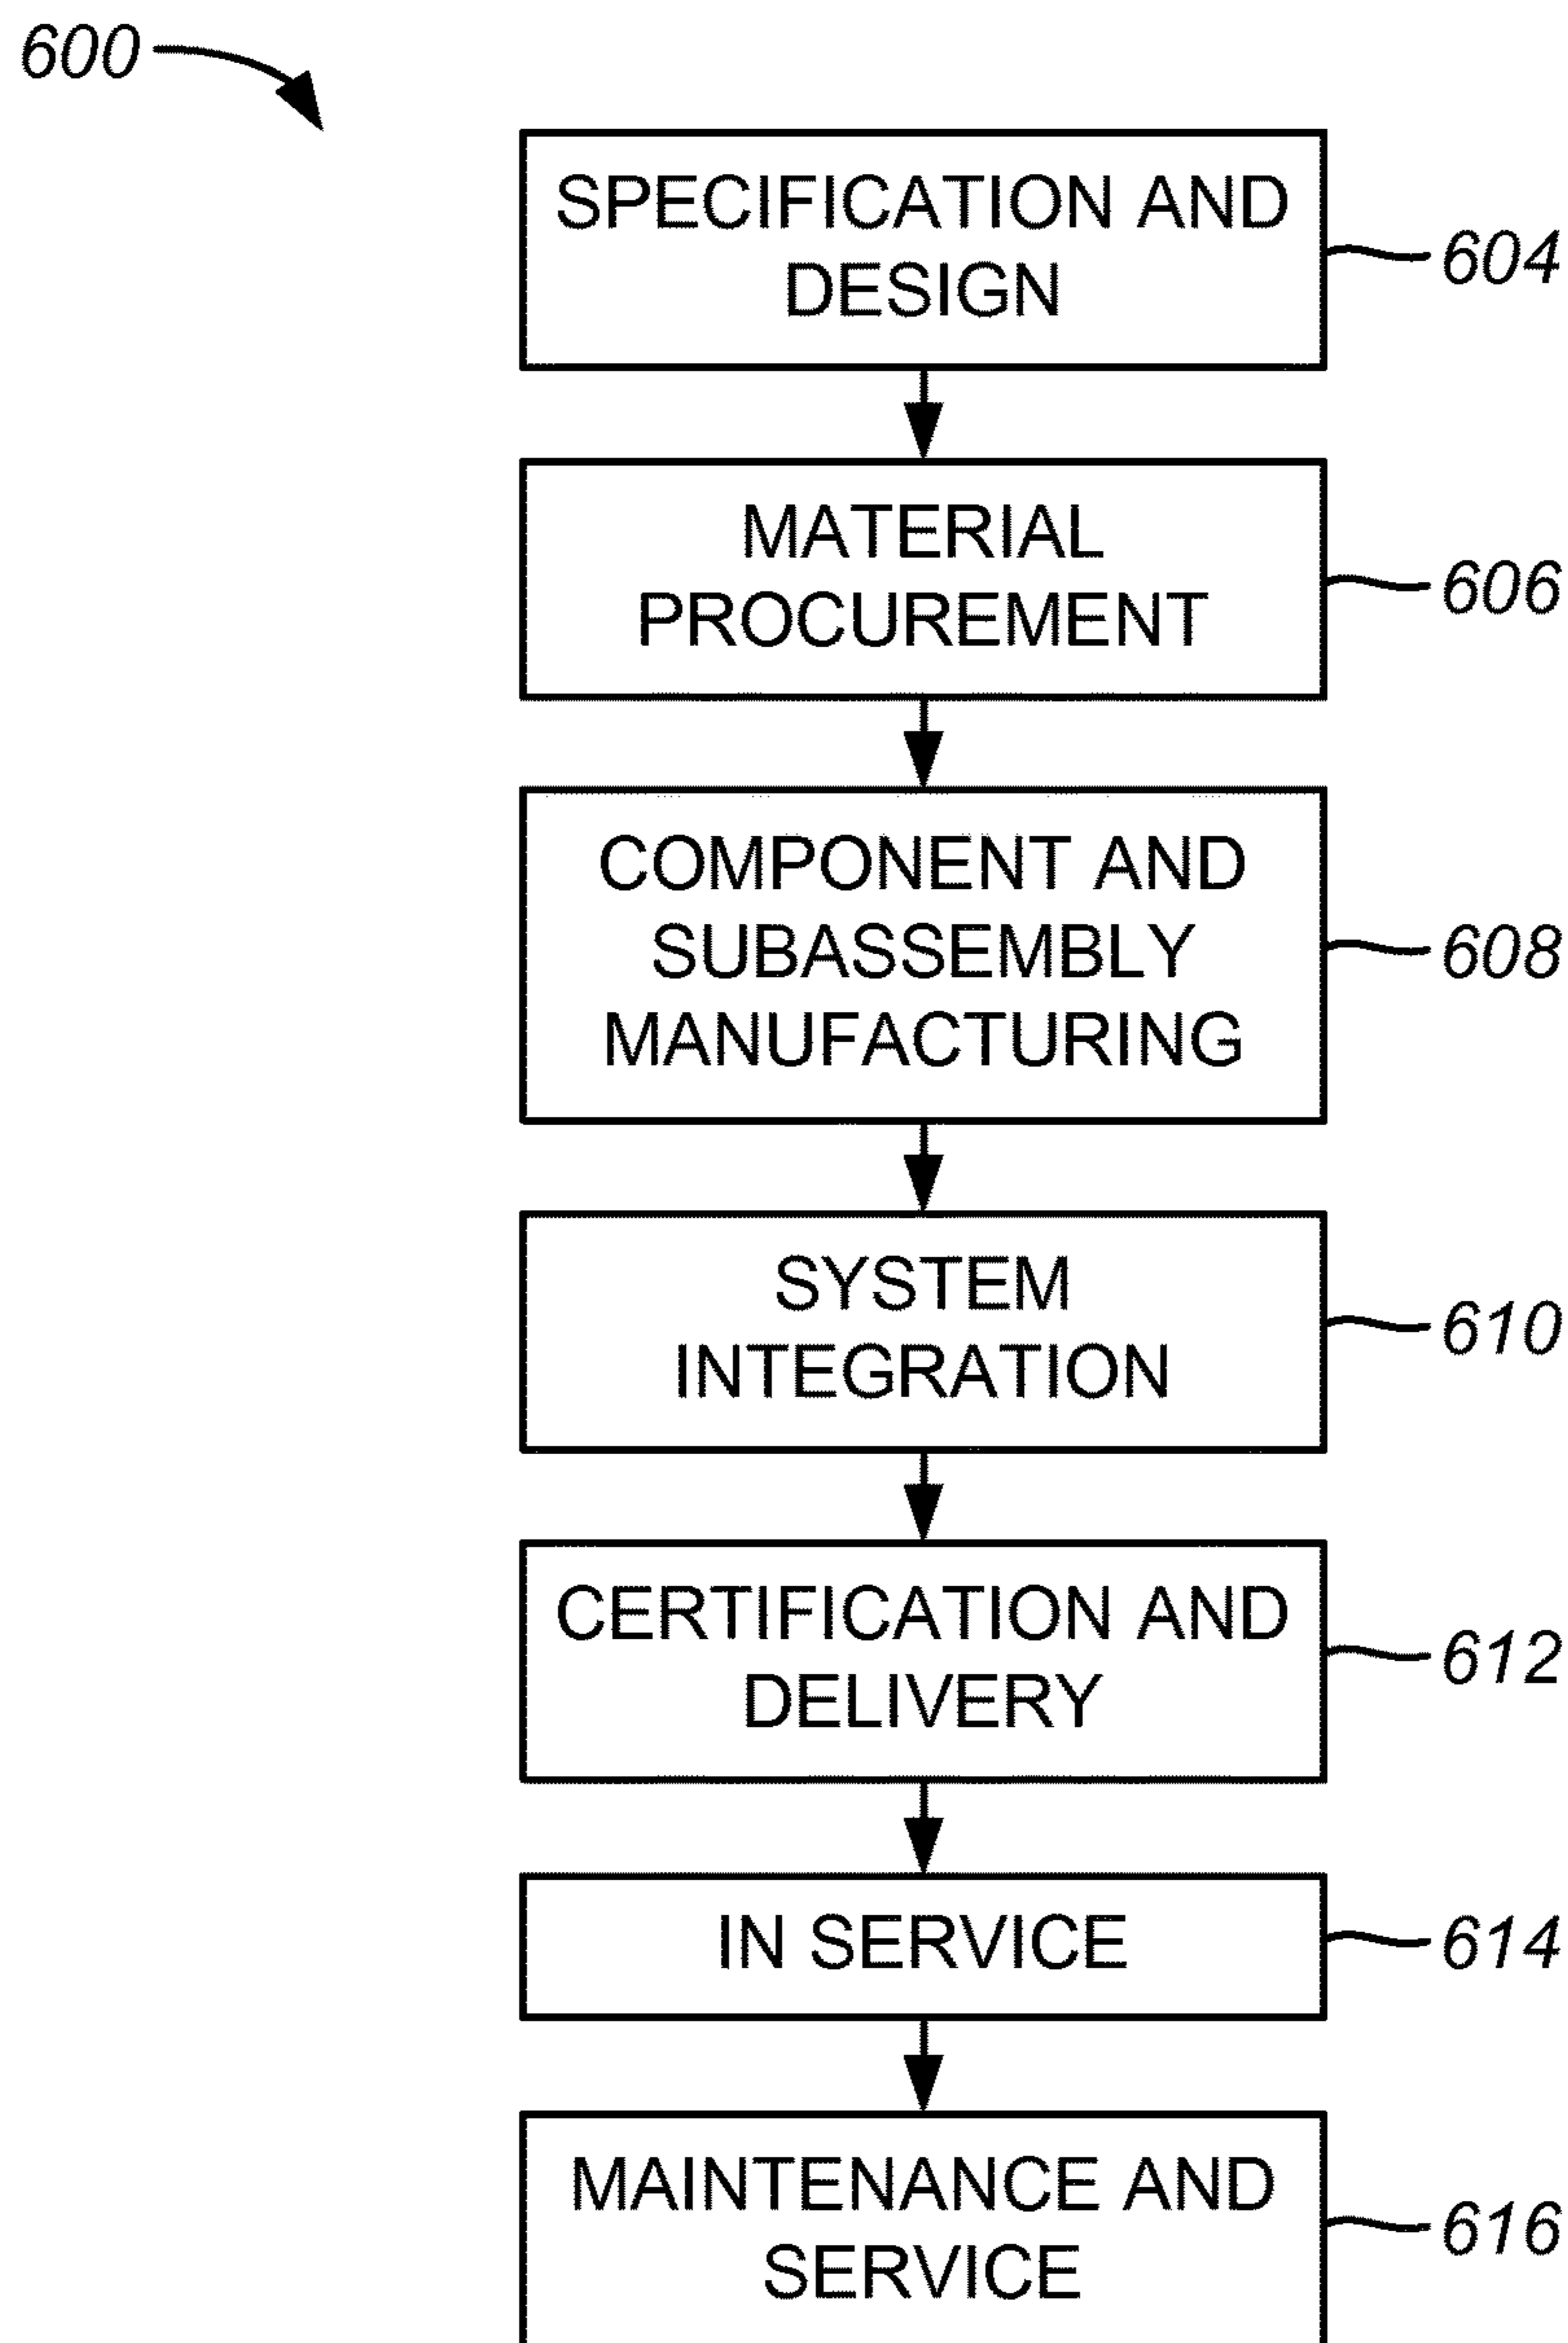 600
SPECIFICATION AND
DESIGN
604
MATERIAL
PROCUREMENT
606
COMPONENT AND
SUBASSEMBLY
MANUFACTURING
608
SYSTEM
INTEGRATION
610
CERTIFICATION AND
DELIVERY
612
IN SERVICE
614
MAINTENANCE AND
SERVICE
616